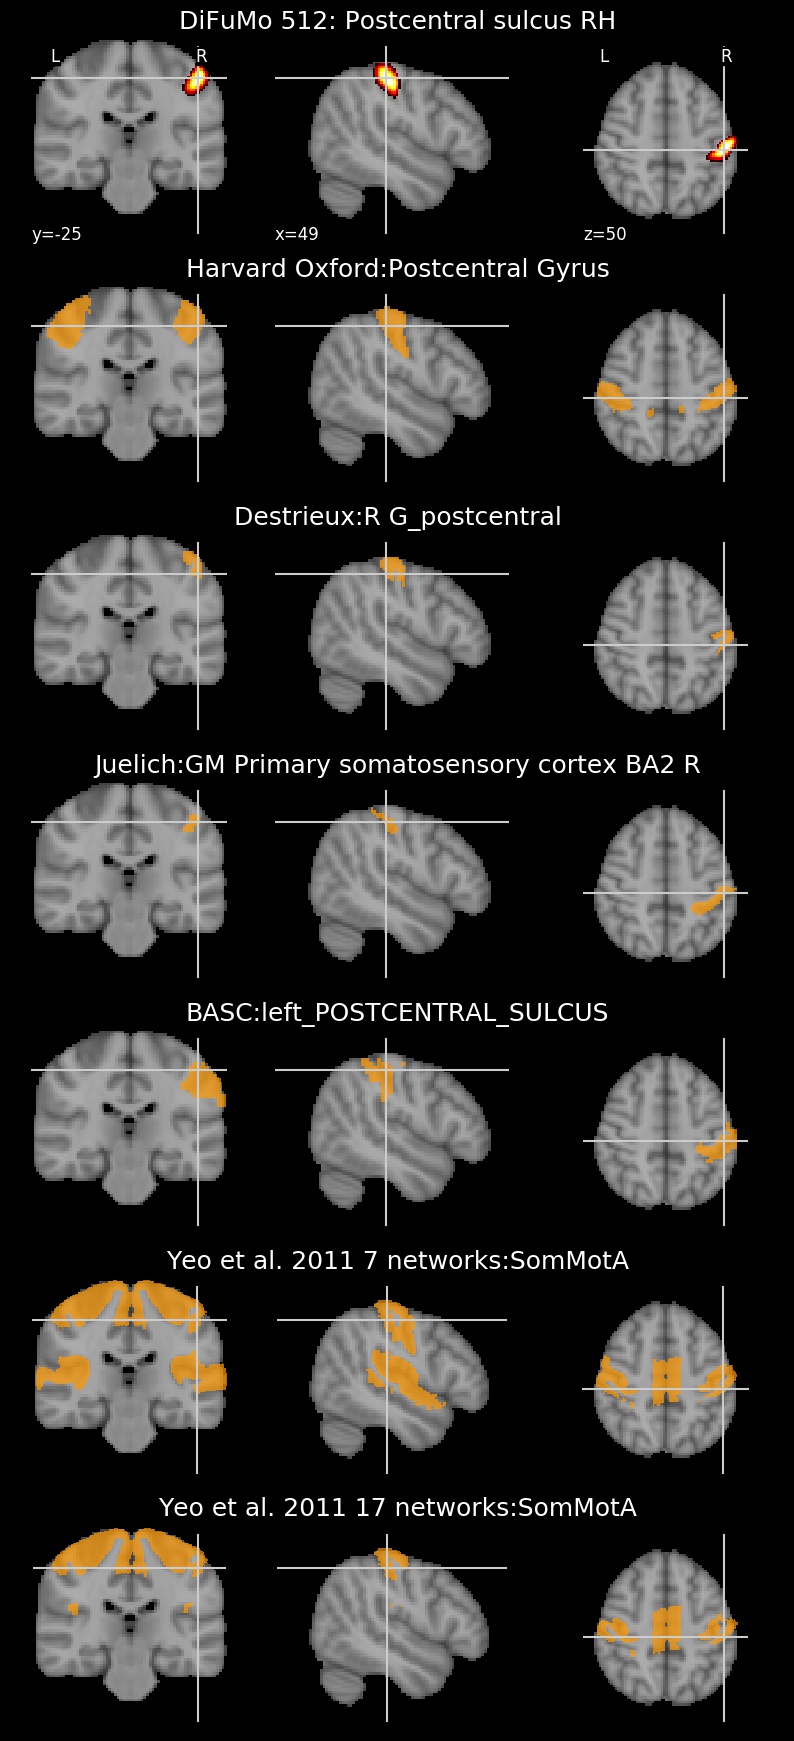 DiFuMo 512: Postcentral sulcus RH
L R L R
y=-25 x=49 z=50
Harvard Oxford:Postcentral Gyrus
Destrieux:R G_postcentral
Juelich:GM Primary somatosensory cortex BA2 R
BASC:left_POSTCENTRAL_SULCUS
Yeo et al. 2011 7 networks:SomMotA
Yeo et al. 2011 17 networks:SomMotA